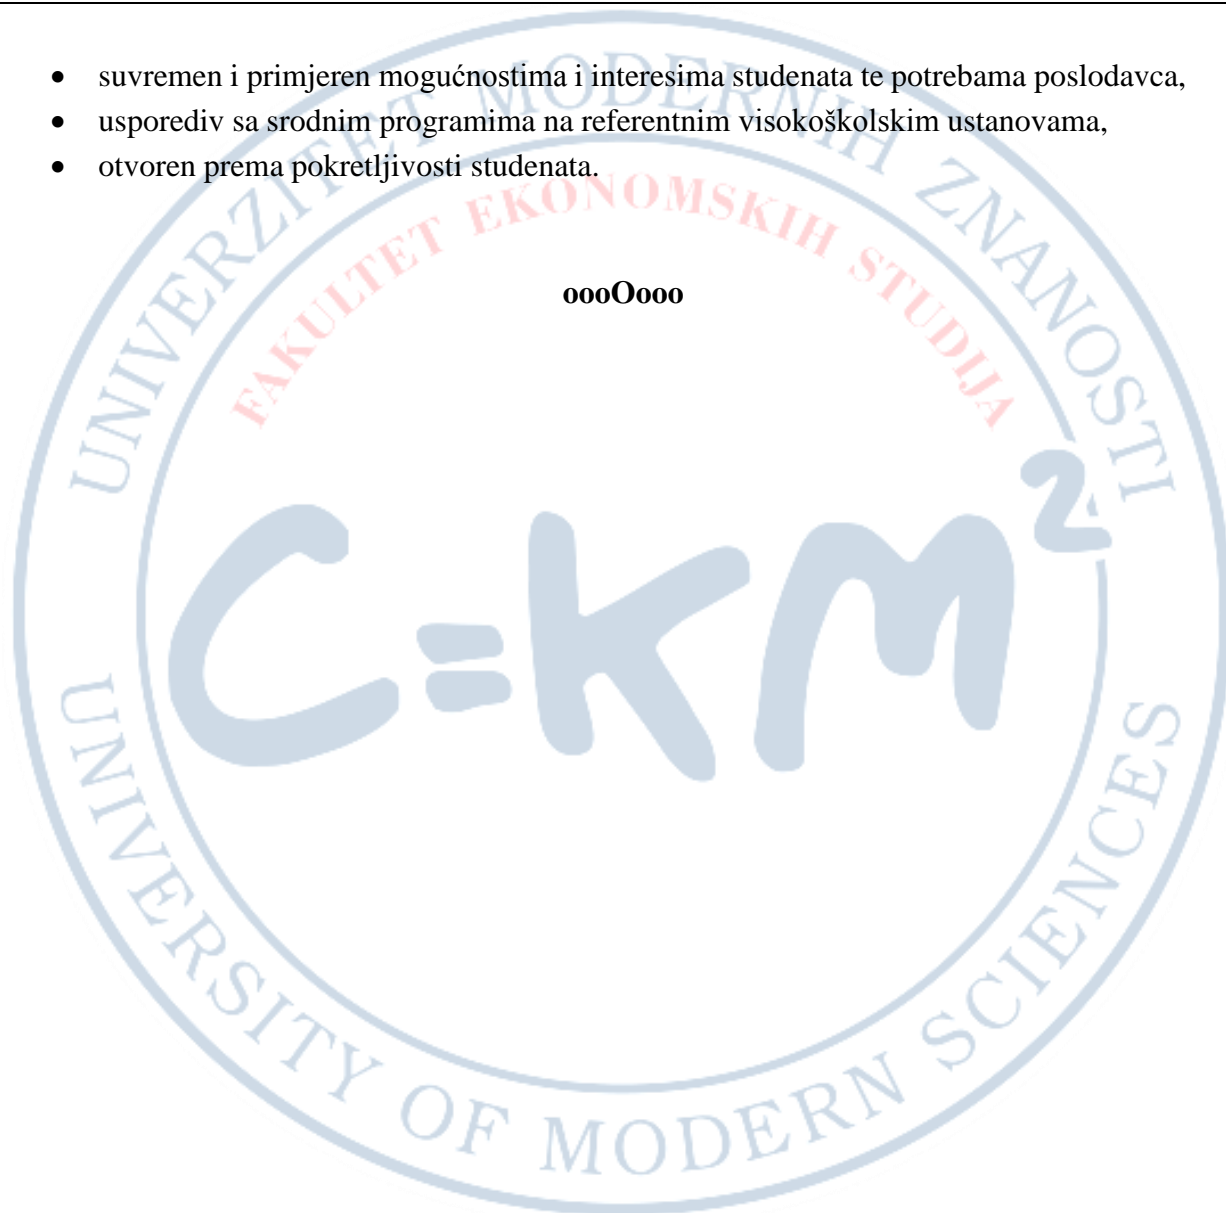 • suvremen i primjeren mogućnostima i interesima studenata te potrebama poslodavca,
• usporediv sa srodnim programima na referentnim visokoškolskim ustanovama,
• otvoren prema pokretljivosti studenata.
oooOooo
UNIVERZITET MODERNIH ZNANOSTI
FAKULTET EKONOMSKIH STUDIJA
C=KM²
UNIVERSITY OF MODERN SCIENCES